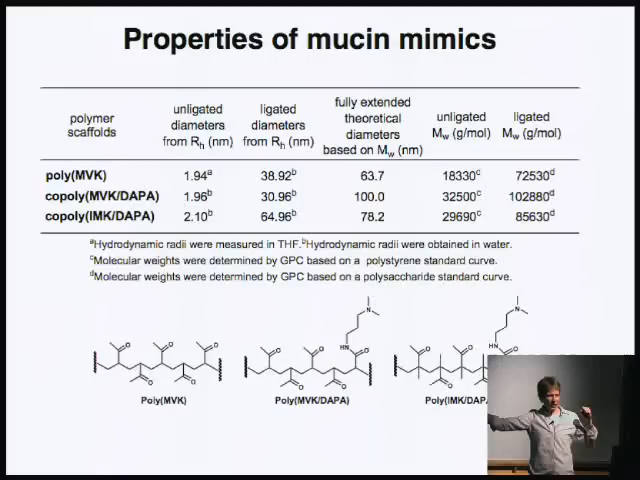 Properties of mucin mimics
polymer scaffolds
unligated diameters from Rh (nm)
ligated diameters from Rh (nm)
fully extended theoretical diameters based on Mw (nm)
unligated Mw (g/mol)
ligated Mw (g/mol)
poly(MVK) 1.94a 38.92b 63.7 18330c 72530d
copoly(MVK/DAPA) 1.96b 30.96b 100.0 32500c 102880d
copoly(IMK/DAPA) 2.10b 64.96b 78.2 29690c 85630d
aHydrodynamic radii were measured in THF.bHydrodynamic radii were obtained in water.
cMolecular weights were determined by GPC based on a polystyrene standard curve.
dMolecular weights were determined by GPC based on a polysaccharide standard curve.
N
HN
O
O
O
O
O
O
O
O
O
O
N
HN
O
O
O
O
Poly(MVK)
Poly(MVK/DAPA)
Poly(IMK/DAPA